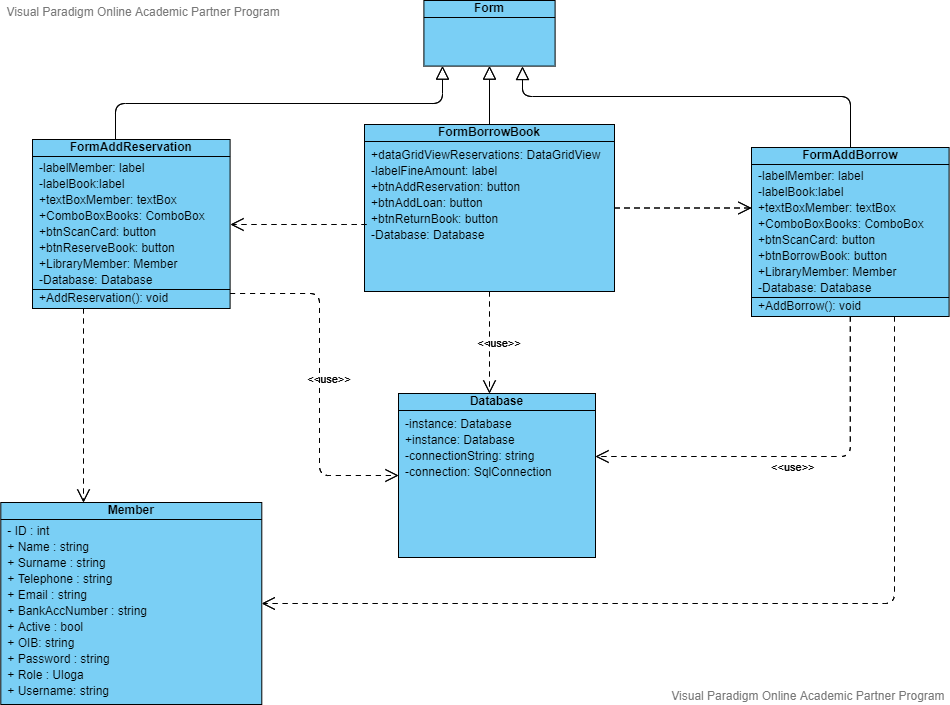 Visual Paradigm Online Academic Partner Program
Form
FormAddReservation
-labelMember: label
-labelBook:label
+textBoxMember: textBox
+ComboBoxBooks: ComboBox
+btnScanCard: button
+btnReserveBook: button
+LibraryMember: Member
-Database: Database
+AddReservation(): void
FormBorrowBook
+dataGridViewReservations: DataGridView
-labelFineAmount: label
+btnAddReservation: button
+btnAddLoan: button
+btnReturnBook: button
-Database: Database
FormAddBorrow
-labelMember: label
-labelBook:label
+textBoxMember: textBox
+ComboBoxBooks: ComboBox
+btnScanCard: button
+btnBorrowBook: button
+LibraryMember: Member
-Database: Database
+AddBorrow(): void
<<use>>
<<use>>
<<use>>
Database
-instance: Database
+instance: Database
-connectionString: string
-connection: SqlConnection
Member
- ID : int
+ Name : string
+ Surname : string
+ Telephone : string
+ Email : string
+ BankAccNumber : string
+ Active : bool
+ OIB: string
+ Password : string
+ Role : Uloga
+ Username: string
Visual Paradigm Online Academic Partner Program